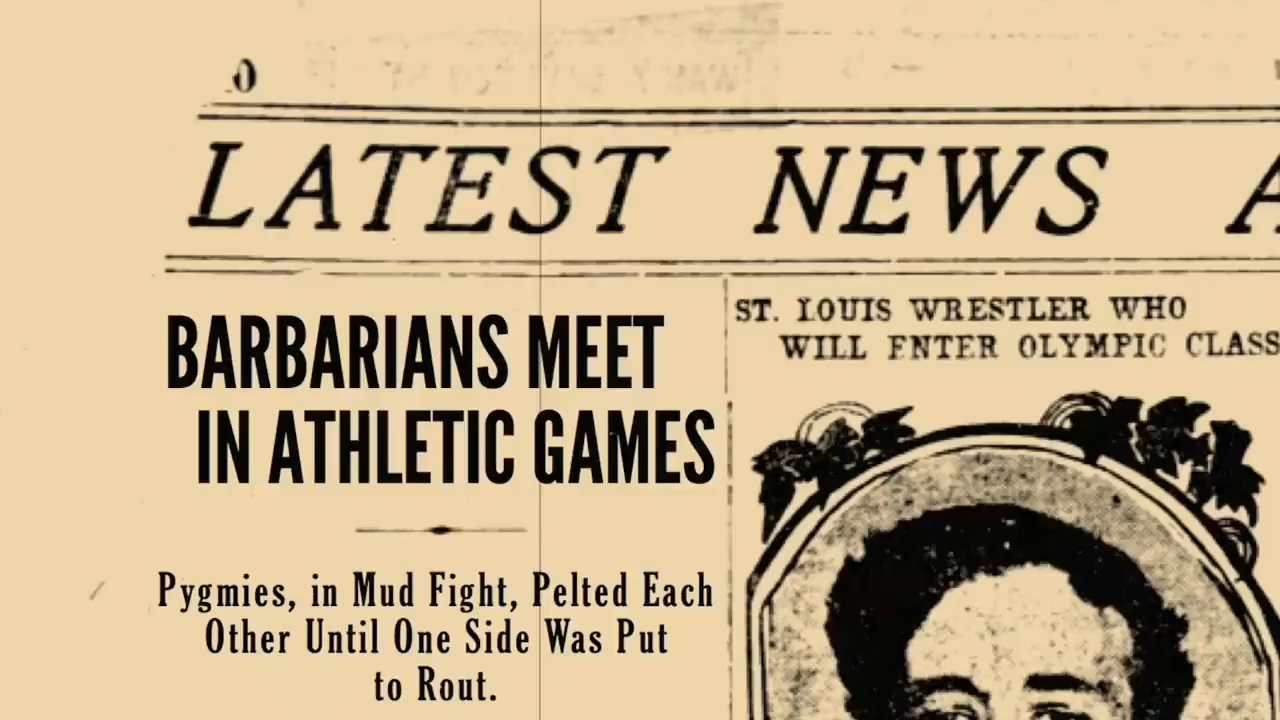 LATEST NEWS A
BARBARIANS MEET
IN ATHLETIC GAMES
Pygmies, in Mud Fight, Pelted Each
Other Until One Side Was Put
to Rout.
ST. LOUIS WRESTLER WHO
WILL ENTER OLYMPIC CLASS